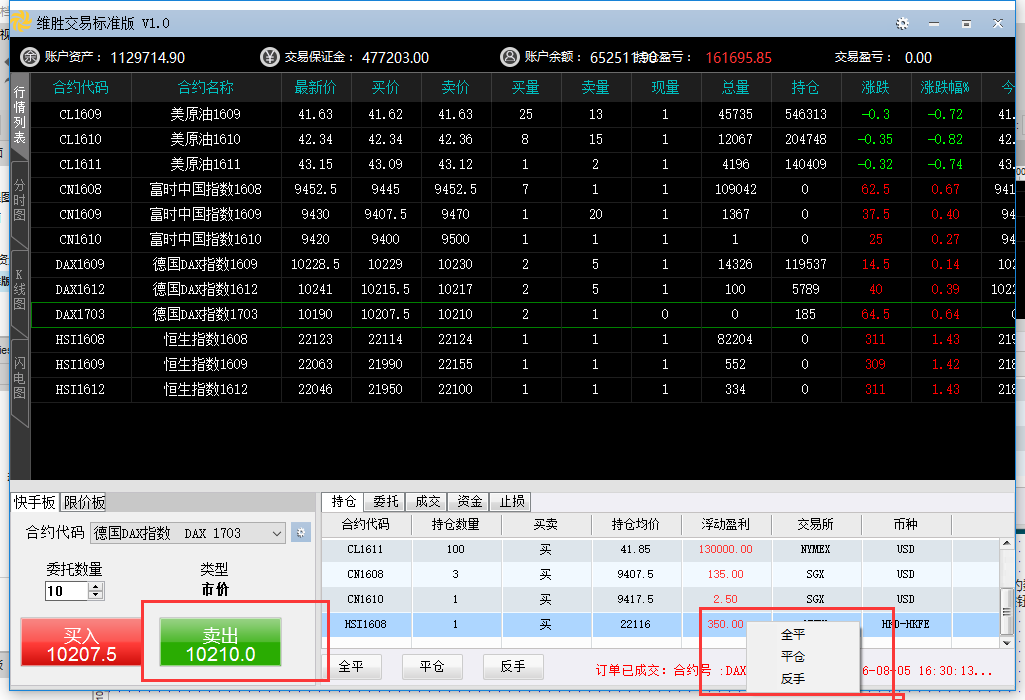 维胜交易标准版 V1.0
账户资产： 1129714.90 交易保证金： 477203.00 账户余额： 持仓盈亏： 161695.85 交易盈亏： 0.00
行情列表
分时图
K线图
闪电图
合约代码 合约名称 最新价 买价 卖价 买量 卖量 现量 总量 持仓 涨跌 涨跌幅% 今
CL1609 美原油1609 41.63 41.62 41.63 25 13 1 45735 546313 -0.3 -0.72 41.
CL1610 美原油1610 42.34 42.34 42.36 8 15 1 12067 204748 -0.35 -0.82 42.
CL1611 美原油1611 43.15 43.09 43.12 1 2 1 4196 140409 -0.32 -0.74 43.
CN1608 富时中国指数1608 9452.5 9445 9452.5 7 1 1 109042 0 62.5 0.67 941
CN1609 富时中国指数1609 9430 9407.5 9470 1 20 1 1367 0 37.5 0.40 94
CN1610 富时中国指数1610 9420 9400 9500 1 1 1 1 0 25 0.27 94
DAX1609 德国DAX指数1609 10228.5 10229 10230 2 5 1 14326 119537 14.5 0.14 102
DAX1612 德国DAX指数1612 10241 10215.5 10217 2 5 1 100 5789 40 0.39 1022
DAX1703 德国DAX指数1703 10190 10207.5 10210 2 1 0 0 185 64.5 0.64
HSI1608 恒生指数1608 22123 22114 22124 1 1 1 82204 0 311 1.43 219
HSI1609 恒生指数1609 22063 21990 22155 1 1 1 552 0 309 1.42 218
HSI1612 恒生指数1612 22046 21950 22100 1 1 1 334 0 311 1.43 218
快手板 限价板
合约代码 德国DAX指数 DAX 1703
委托数量 类型
10 市价
买入 卖出
10207.5 10210.0
持仓 委托 成交 资金 止损
合约代码 持仓数量 买卖 持仓均价 浮动盈利 交易所 币种
CL1611 100 买 41.85 130000.00 NYMEX USD
CN1608 3 买 9407.5 135.00 SGX USD
CN1610 1 买 9417.5 2.50 SGX USD
HSI1608 1 买 22116 350.00 HKD-HKFE
全平
平仓
反手
全平 平仓 反手 订单已成交：合约号 :DAX 6-08-05 16:30:13...